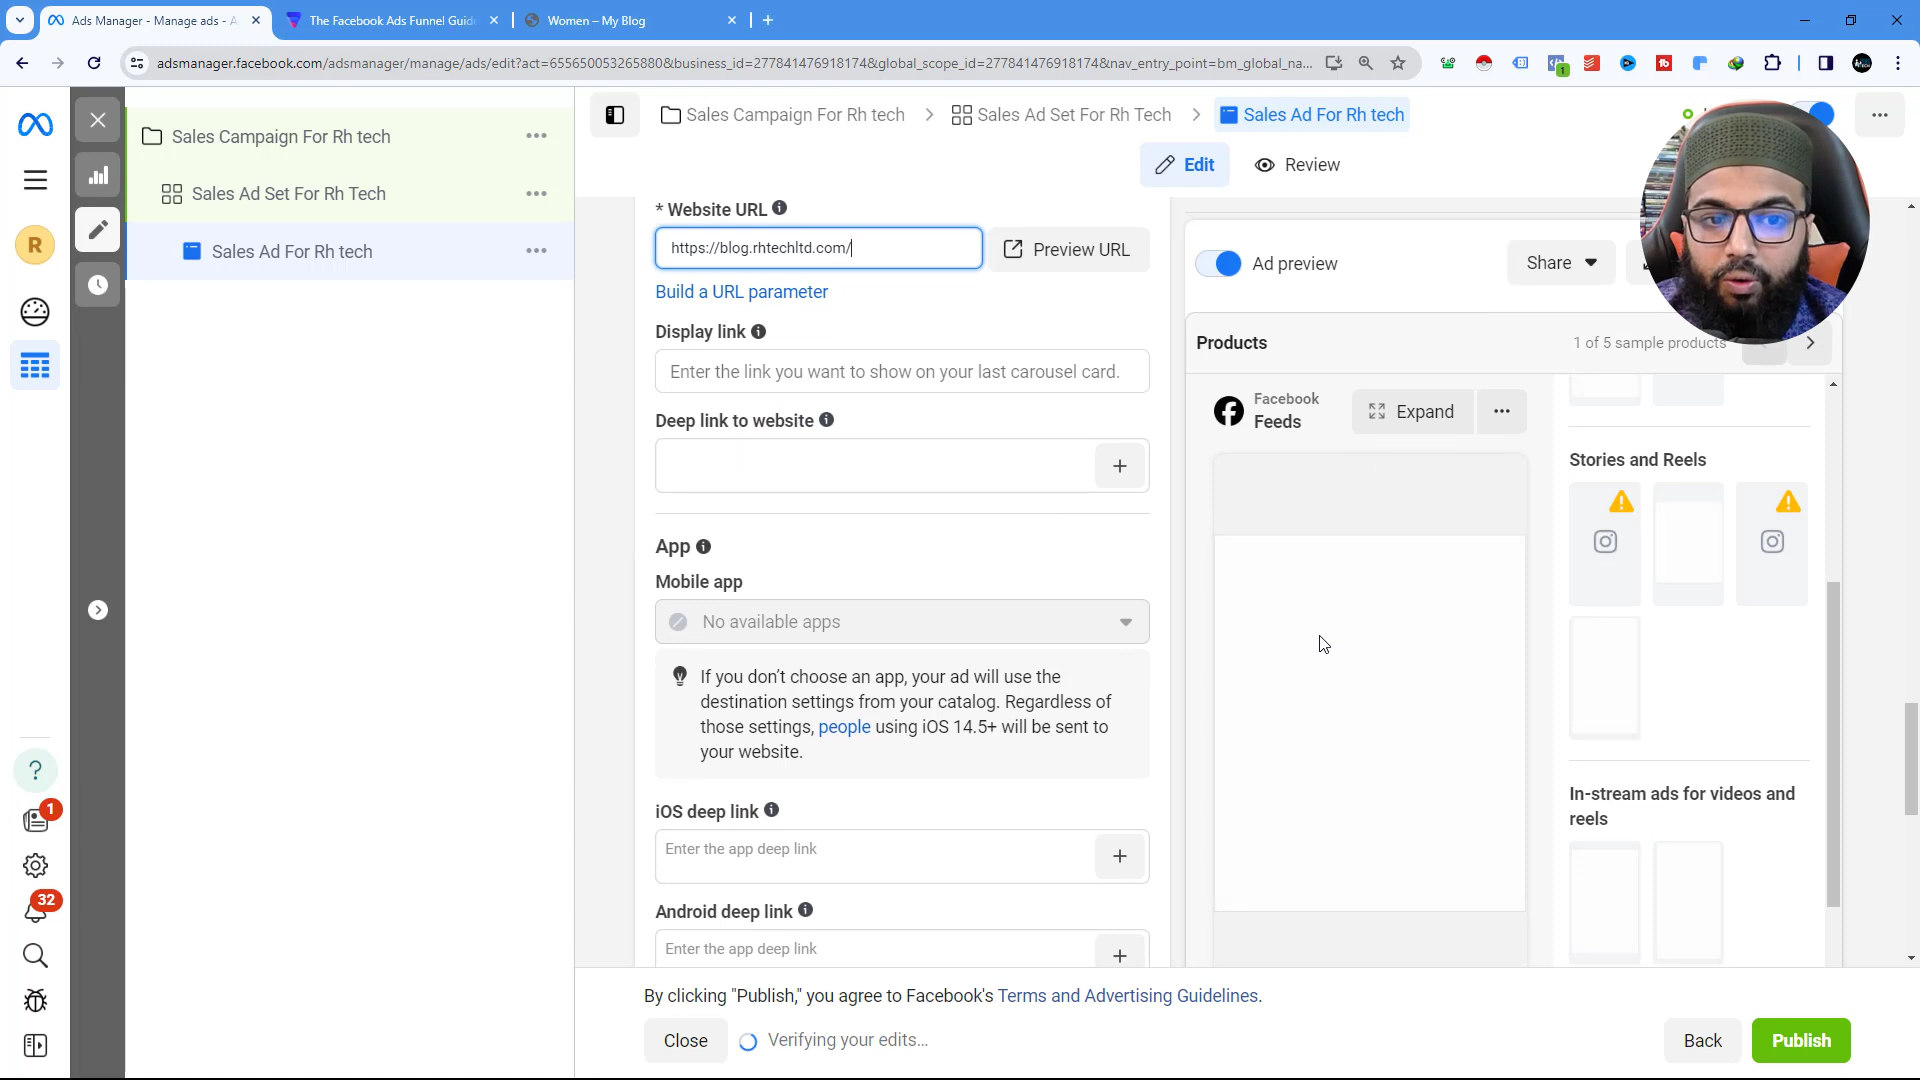 Ads Manager - Manage ads - A
The Facebook Ads Funnel Guid
Women – My Blog
adsmanager.facebook.com/adsmanager/manage/ads/edit?act=655650053265880&business_id=277841476918174&global_scope_id=277841476918174&nav_entry_point=bm_global_na...
1
Sales Campaign For Rh tech
Sales Ad Set For Rh Tech
Sales Ad For Rh tech
R
1
32
Sales Campaign For Rh tech
Sales Ad Set For Rh Tech
Sales Ad For Rh tech
Edit
Review
* Website URL
https://blog.rhtechltd.com/
Preview URL
Build a URL parameter
Display link
Enter the link you want to show on your last carousel card.
Deep link to website
App
Mobile app
No available apps
If you don't choose an app, your ad will use the
destination settings from your catalog. Regardless of
those settings, people using iOS 14.5+ will be sent to
your website.
iOS deep link
Enter the app deep link
Android deep link
Enter the app deep link
Ad preview
Share
Products
1 of 5 sample products
Facebook
Feeds
Expand
Stories and Reels
In-stream ads for videos and
reels
By clicking "Publish," you agree to Facebook's Terms and Advertising Guidelines.
Close
Verifying your edits...
Back
Publish